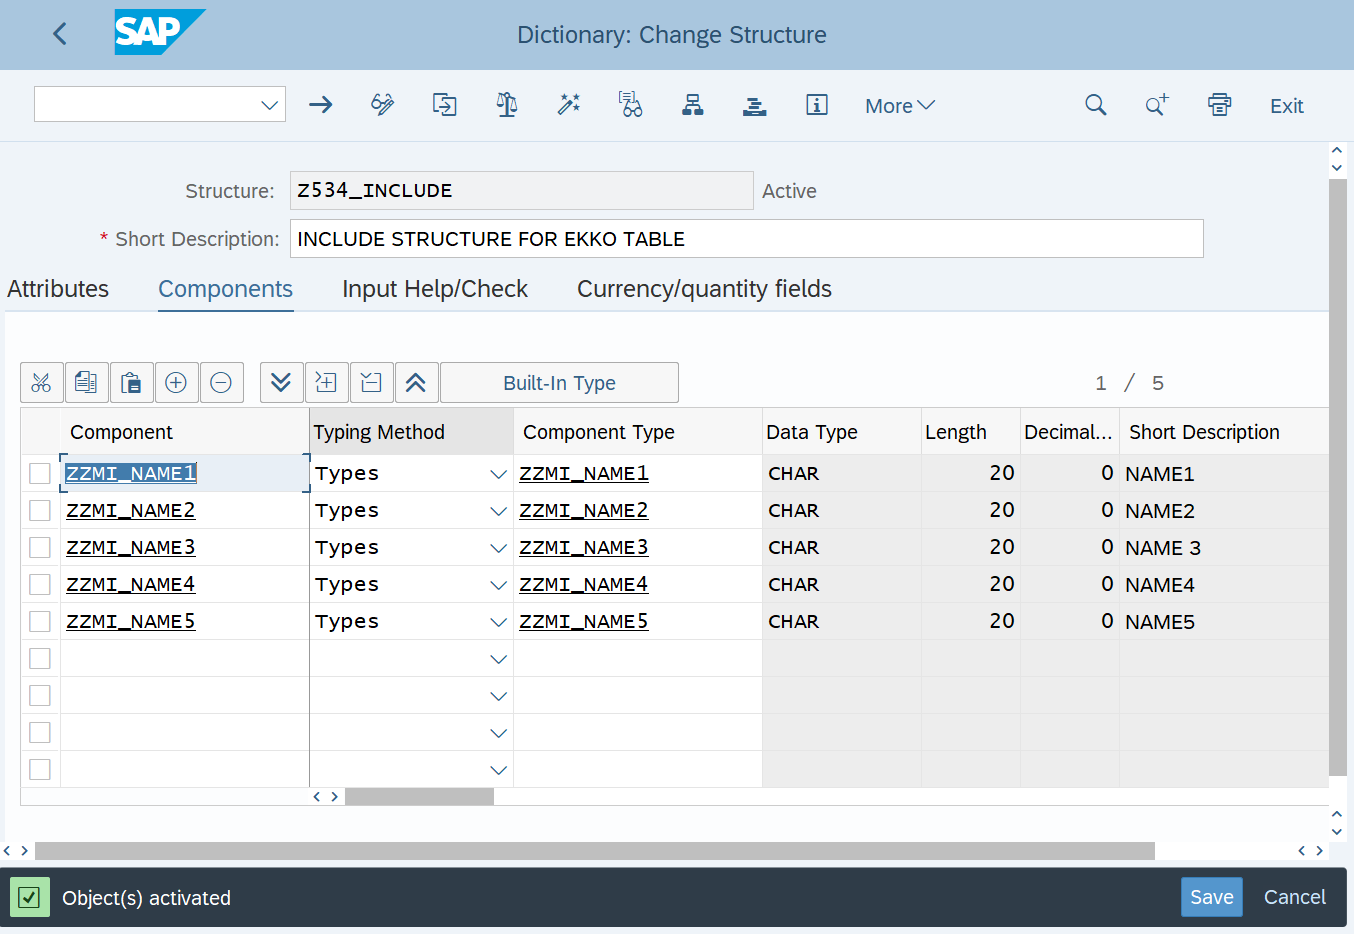 SAP
Dictionary: Change Structure
More
Exit
Structure: Z534_INCLUDE Active
* Short Description: INCLUDE STRUCTURE FOR EKKO TABLE
Attributes Components Input Help/Check Currency/quantity fields
Built-In Type 1 / 5
Component Typing Method Component Type Data Type Length Decimal... Short Description
ZZMI_NAME1 Types ZZMI_NAME1 CHAR 20 0 NAME1
ZZMI_NAME2 Types ZZMI_NAME2 CHAR 20 0 NAME2
ZZMI_NAME3 Types ZZMI_NAME3 CHAR 20 0 NAME 3
ZZMI_NAME4 Types ZZMI_NAME4 CHAR 20 0 NAME4
ZZMI_NAME5 Types ZZMI_NAME5 CHAR 20 0 NAME5
Object(s) activated Save Cancel